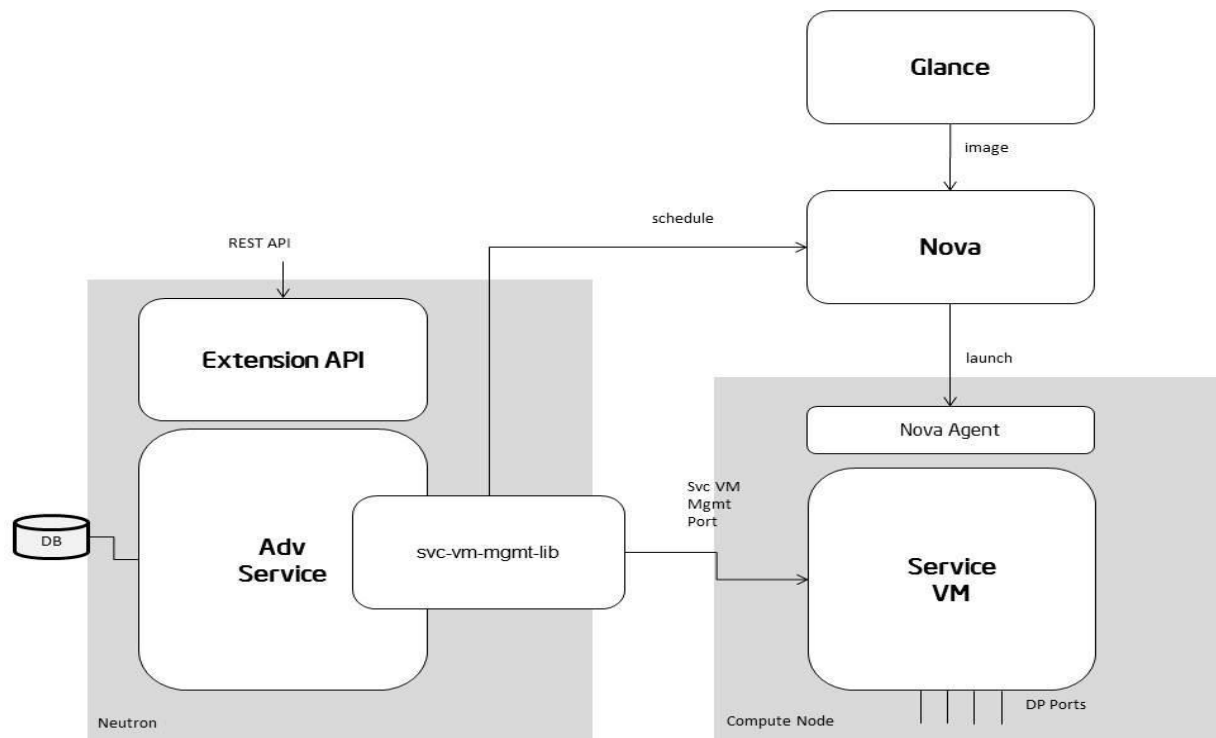 Glance
image
schedule
Nova
REST API
Extension API
launch
Nova Agent
Svc VM
Mgmt
Port
DB
Adv
Service
svc-vm-mgmt-lib
Service
VM
DP Ports
Neutron
Compute Node